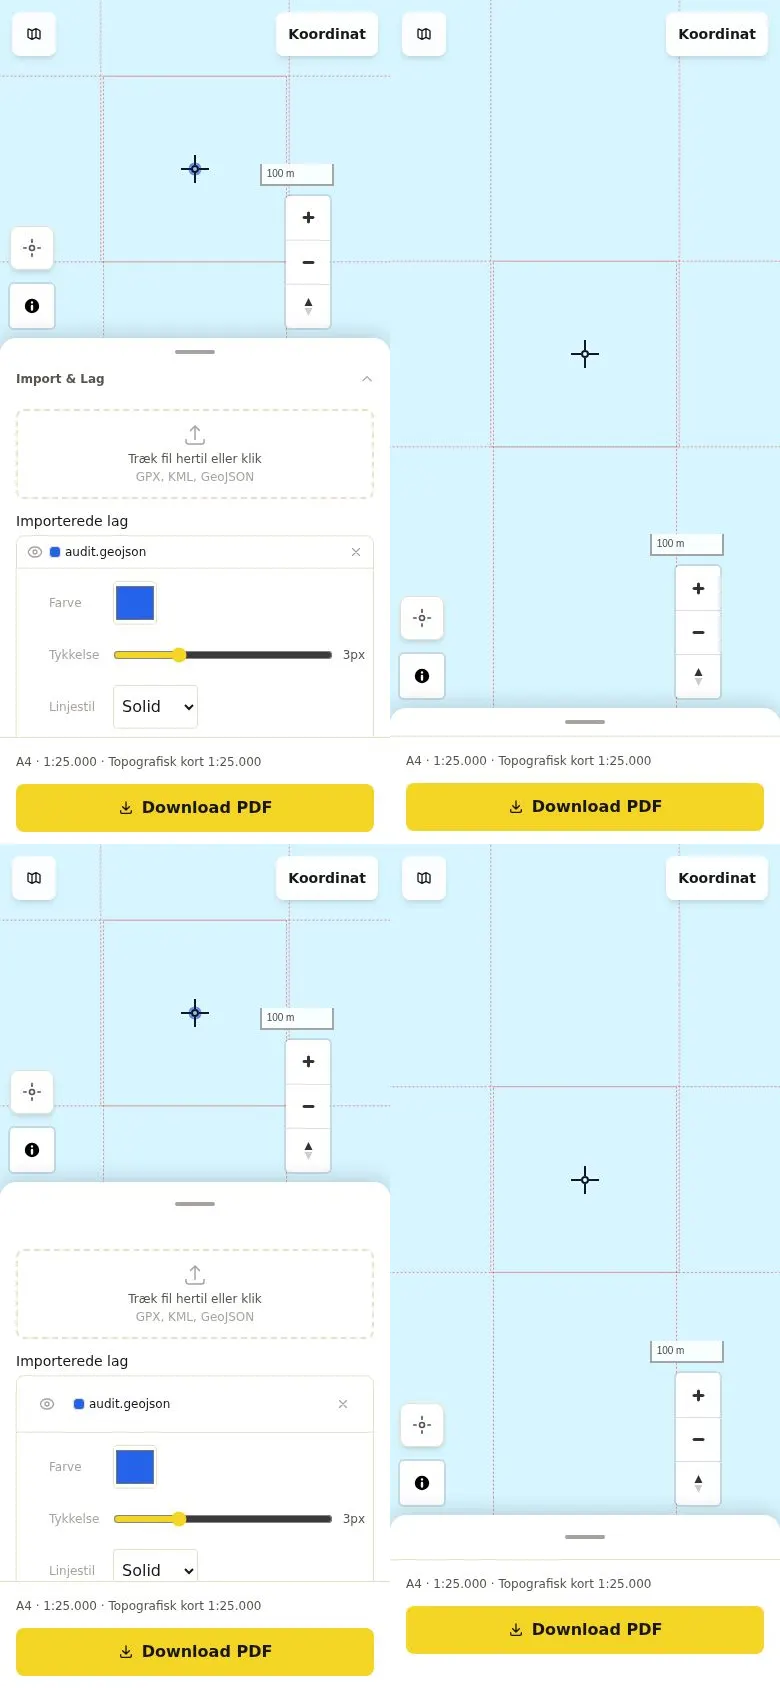 Koordinat
100 m
Import & Lag
Træk fil hertil eller klik
GPX, KML, GeoJSON
Importerede lag
audit.geojson
Farve
Tykkelse 3px
Linjestil Solid
A4 · 1:25.000 · Topografisk kort 1:25.000
Download PDF
Koordinat
100 m
A4 · 1:25.000 · Topografisk kort 1:25.000
Download PDF
Koordinat
100 m
Træk fil hertil eller klik
GPX, KML, GeoJSON
Importerede lag
audit.geojson
Farve
Tykkelse 3px
Linjestil Solid
A4 · 1:25.000 · Topografisk kort 1:25.000
Download PDF
Koordinat
100 m
A4 · 1:25.000 · Topografisk kort 1:25.000
Download PDF